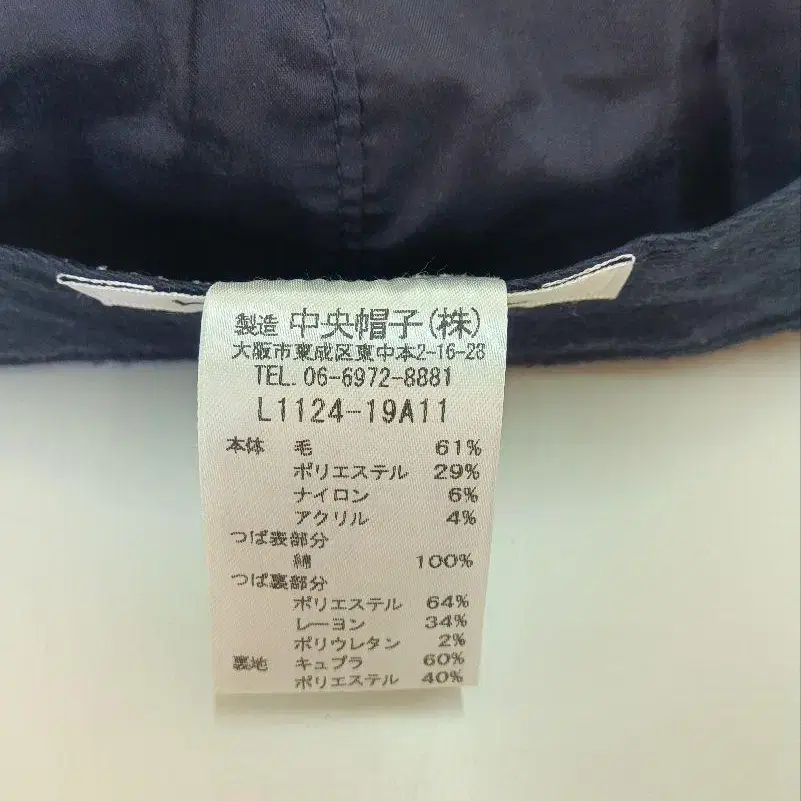 製造 中央帽子(株)
大阪市東成区東中本2-16-28
TEL. 06-6972-8881
L1124-19A11
本体 毛 61%
ポリエステル 29%
ナイロン 6%
アクリル 4%
つば表部分
綿 100%
つば裏部分
ポリエステル 64%
レーヨン 34%
ポリウレタン 2%
裏地 キュプラ 60%
ポリエステル 40%